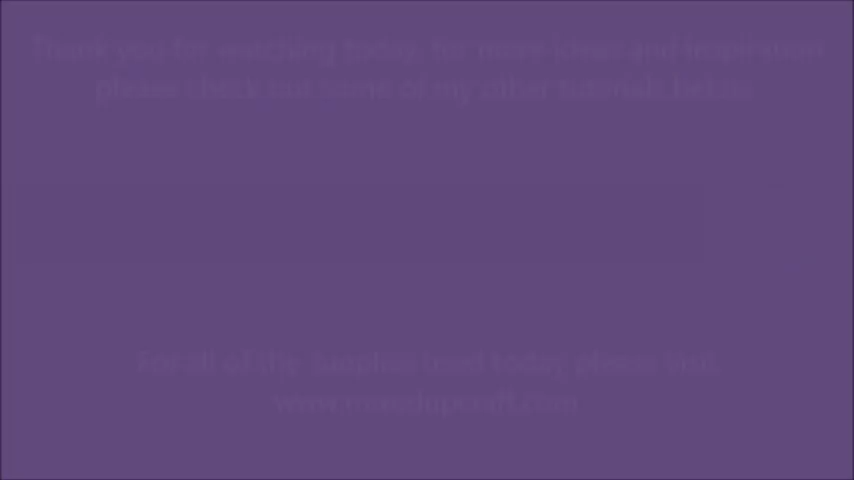 Thank you for watching today, for more ideas and inspiration
please check out some of my other tutorials below
For all of the Supplies used today please visit